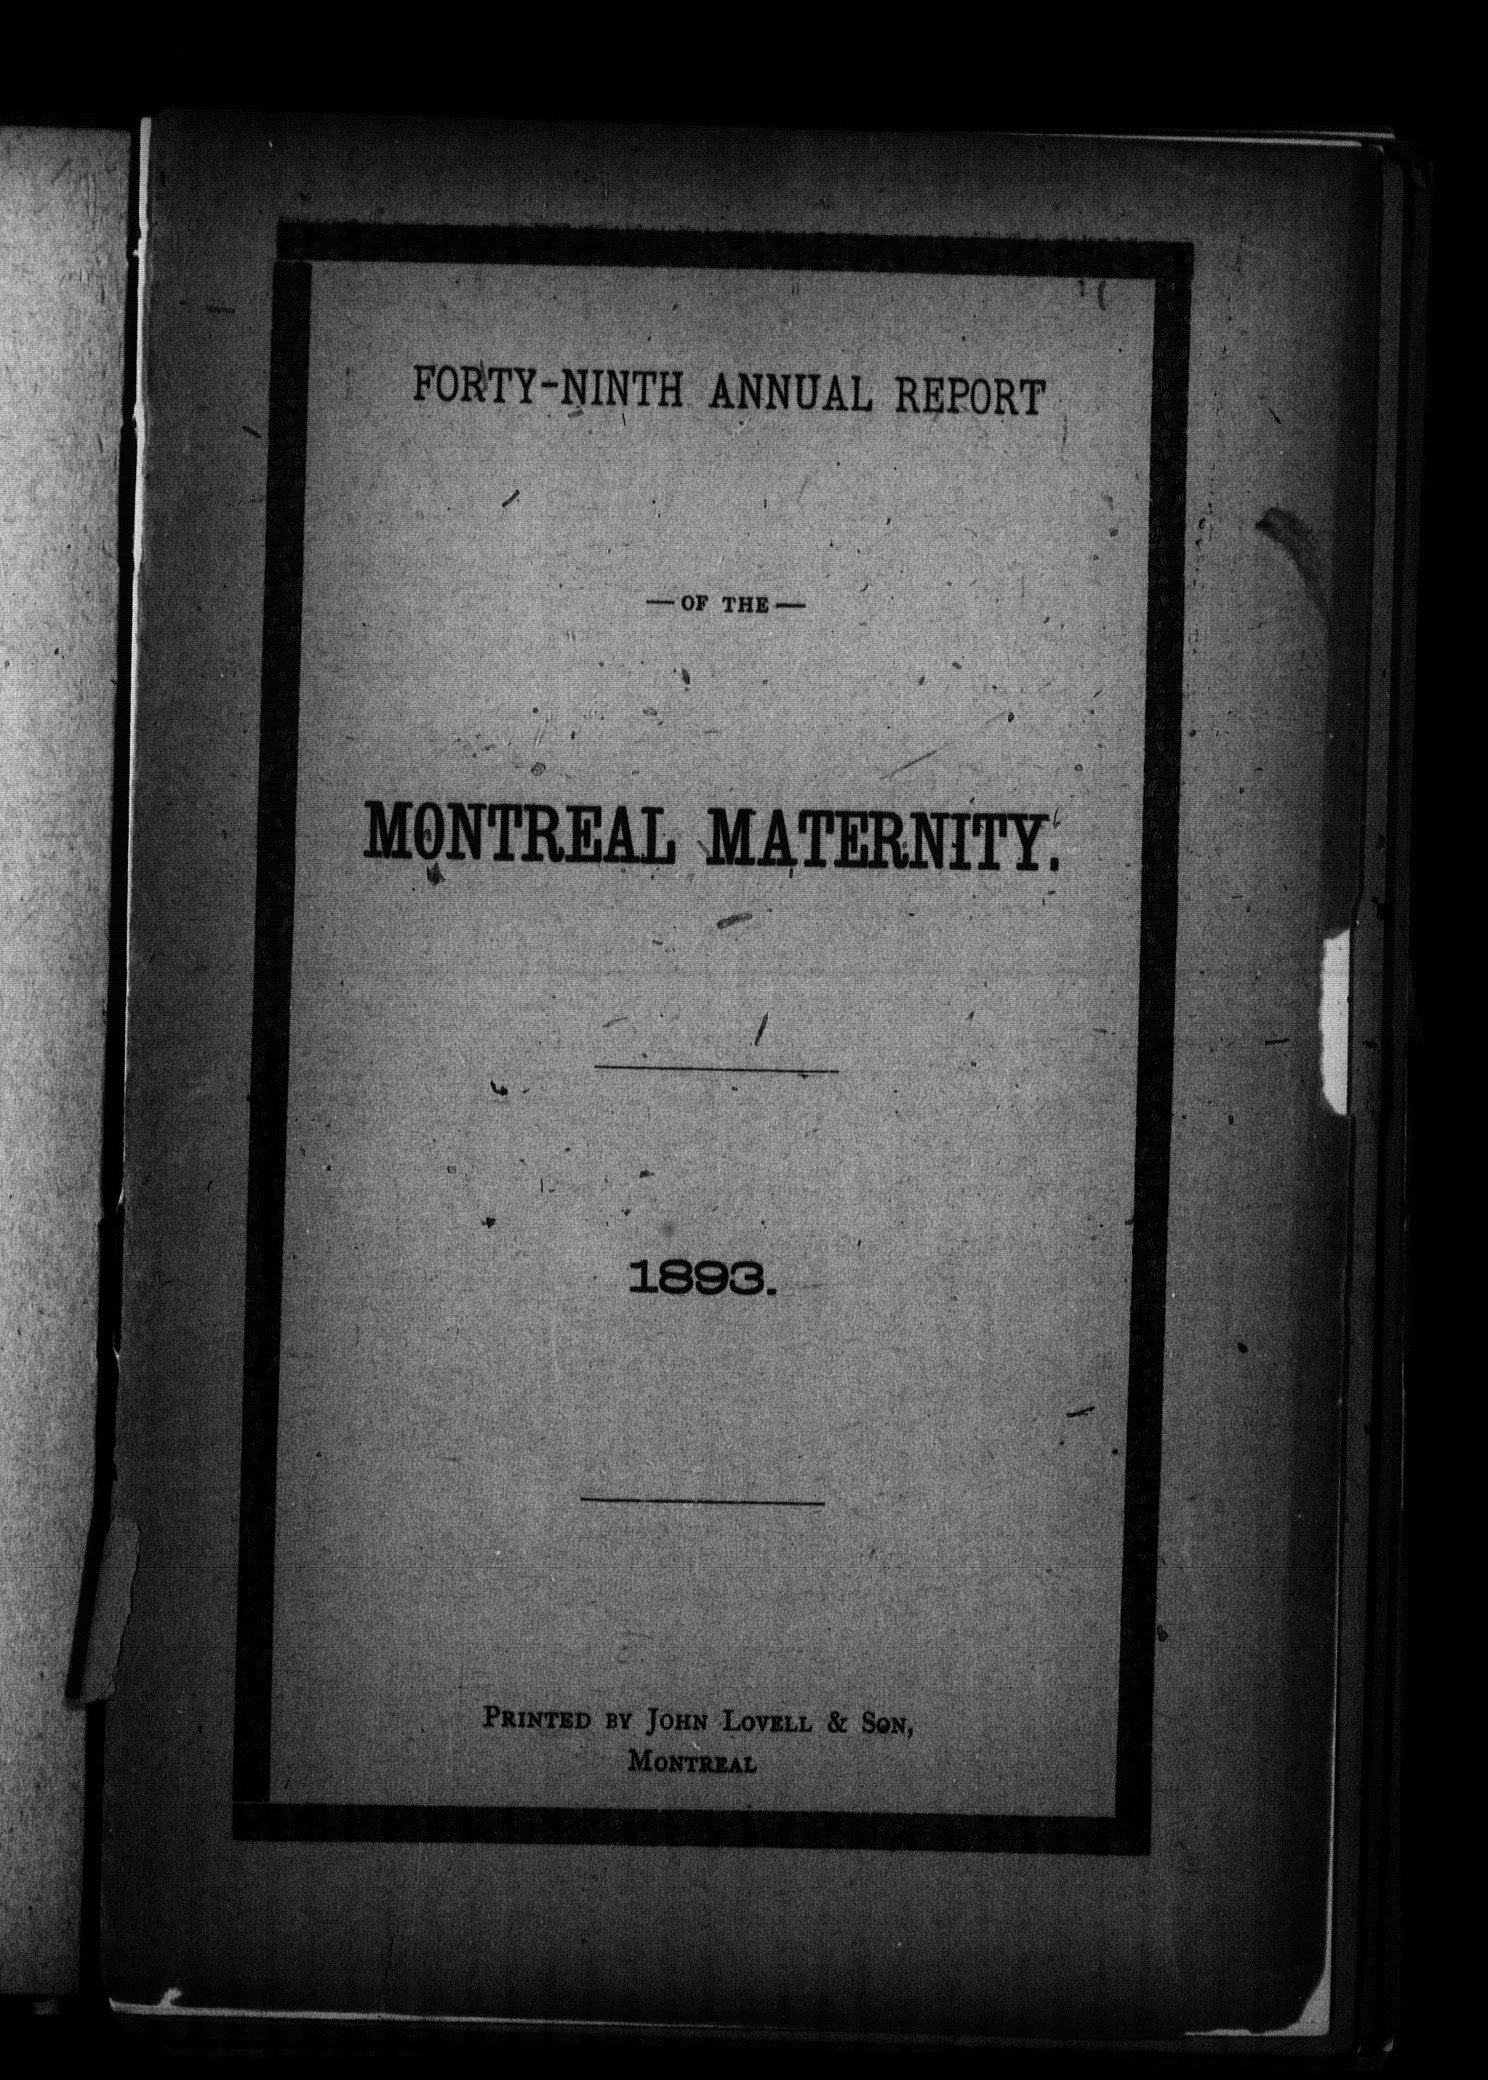 FORTY-NINTH ANNUAL REPORT
— OF THE —
MONTREAL MATERNITY.
1893.
PRINTED BY JOHN LOVELL & SON,
MONTREAL